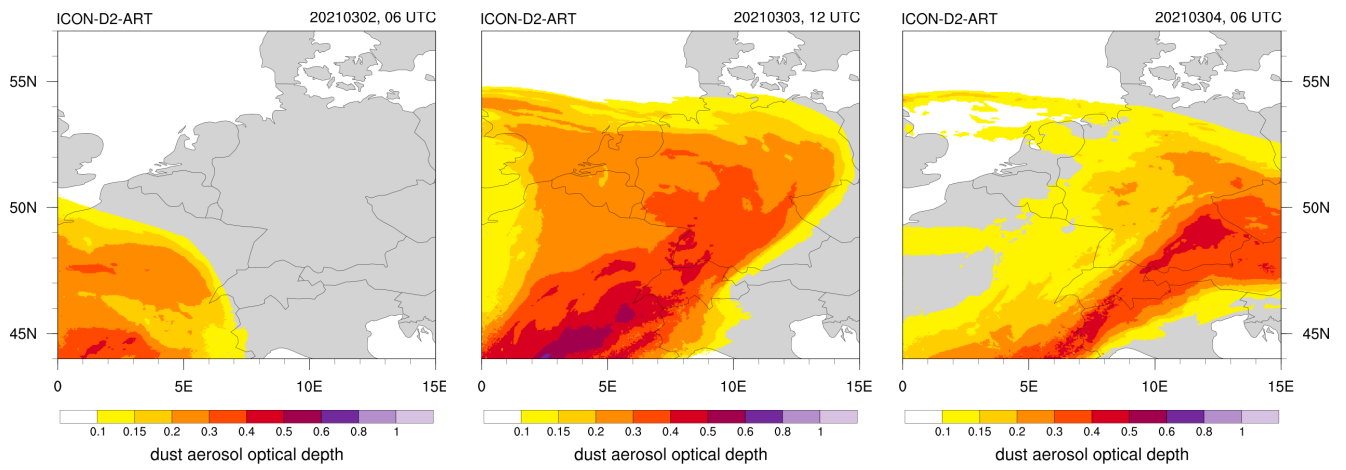 ICON-D2-ART 20210302, 06 UTC
55N
50N
45N
0 5E 10E 15E
0.1 0.15 0.2 0.3 0.4 0.5 0.6 0.8 1
dust aerosol optical depth
ICON-D2-ART 20210303, 12 UTC
0 5E 10E 15E
0.1 0.15 0.2 0.3 0.4 0.5 0.6 0.8 1
dust aerosol optical depth
ICON-D2-ART 20210304, 06 UTC
55N
50N
45N
0 5E 10E 15E
0.1 0.15 0.2 0.3 0.4 0.5 0.6 0.8 1
dust aerosol optical depth